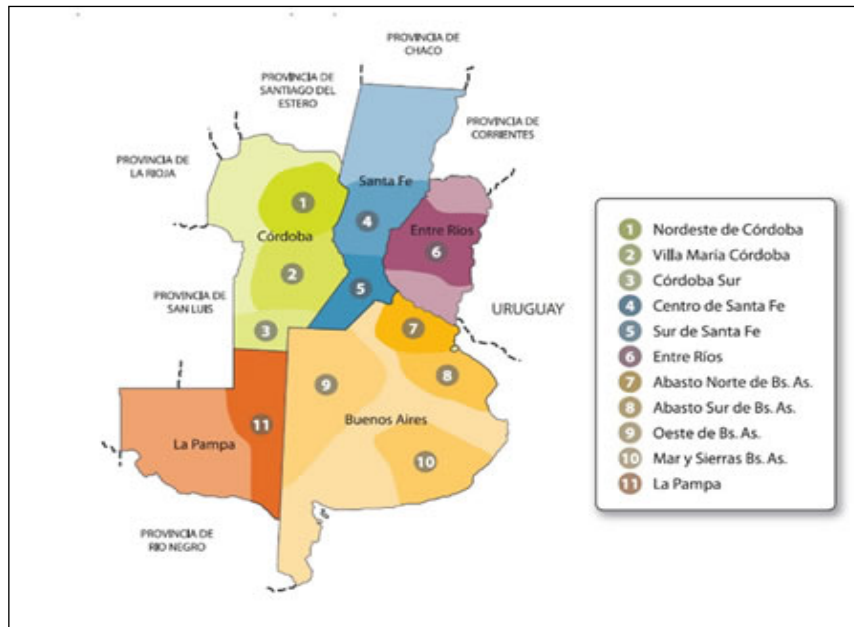 PROVINCIA DE
CHACO
PROVINCIA DE
SANTIAGO DEL
ESTERO
PROVINCIA DE
CORRIENTES
PROVINCIA DE
LA RIOJA
Santa Fe
1
4
Córdoba
Entre Ríos
6
2
5
PROVINCIA DE
SAN LUIS
URUGUAY
3
7
9
8
Buenos Aires
11
La Pampa
10
PROVINCIA DE
RIO NEGRO
1 Nordeste de Córdoba
2 Villa María Córdoba
3 Córdoba Sur
4 Centro de Santa Fe
5 Sur de Santa Fe
6 Entre Ríos
7 Abasto Norte de Bs. As.
8 Abasto Sur de Bs. As.
9 Oeste de Bs. As.
10 Mar y Sierras Bs. As.
11 La Pampa